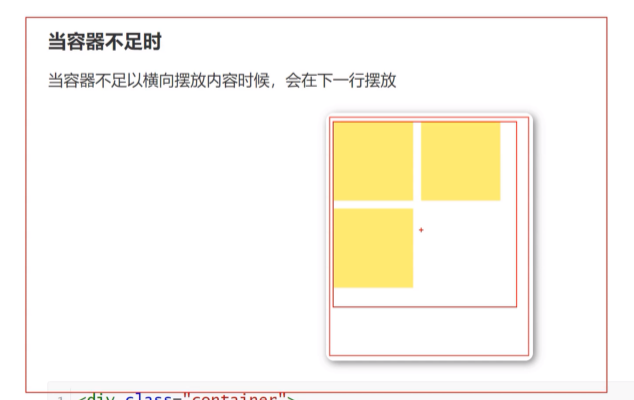 当容器不足时
当容器不足以横向摆放内容时候，会在下一行摆放
1 <div class="container">